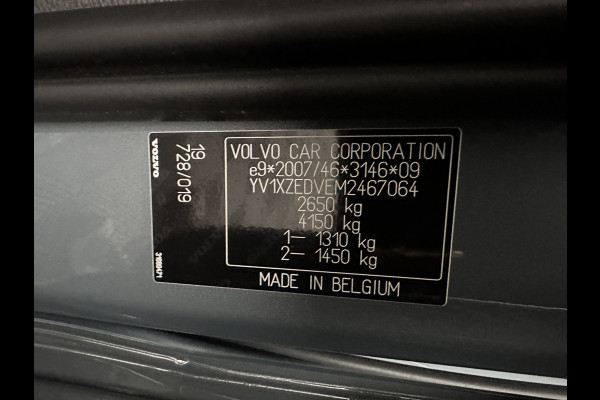 VOLVO CAR CORPORATION
e9*2007/46*3146*09
YV1XZEDVEM2467064
2650 kg
4150 kg
1– 1310 kg
2– 1450 kg
MADE IN BELGIUM
VOLVO
19
728/019